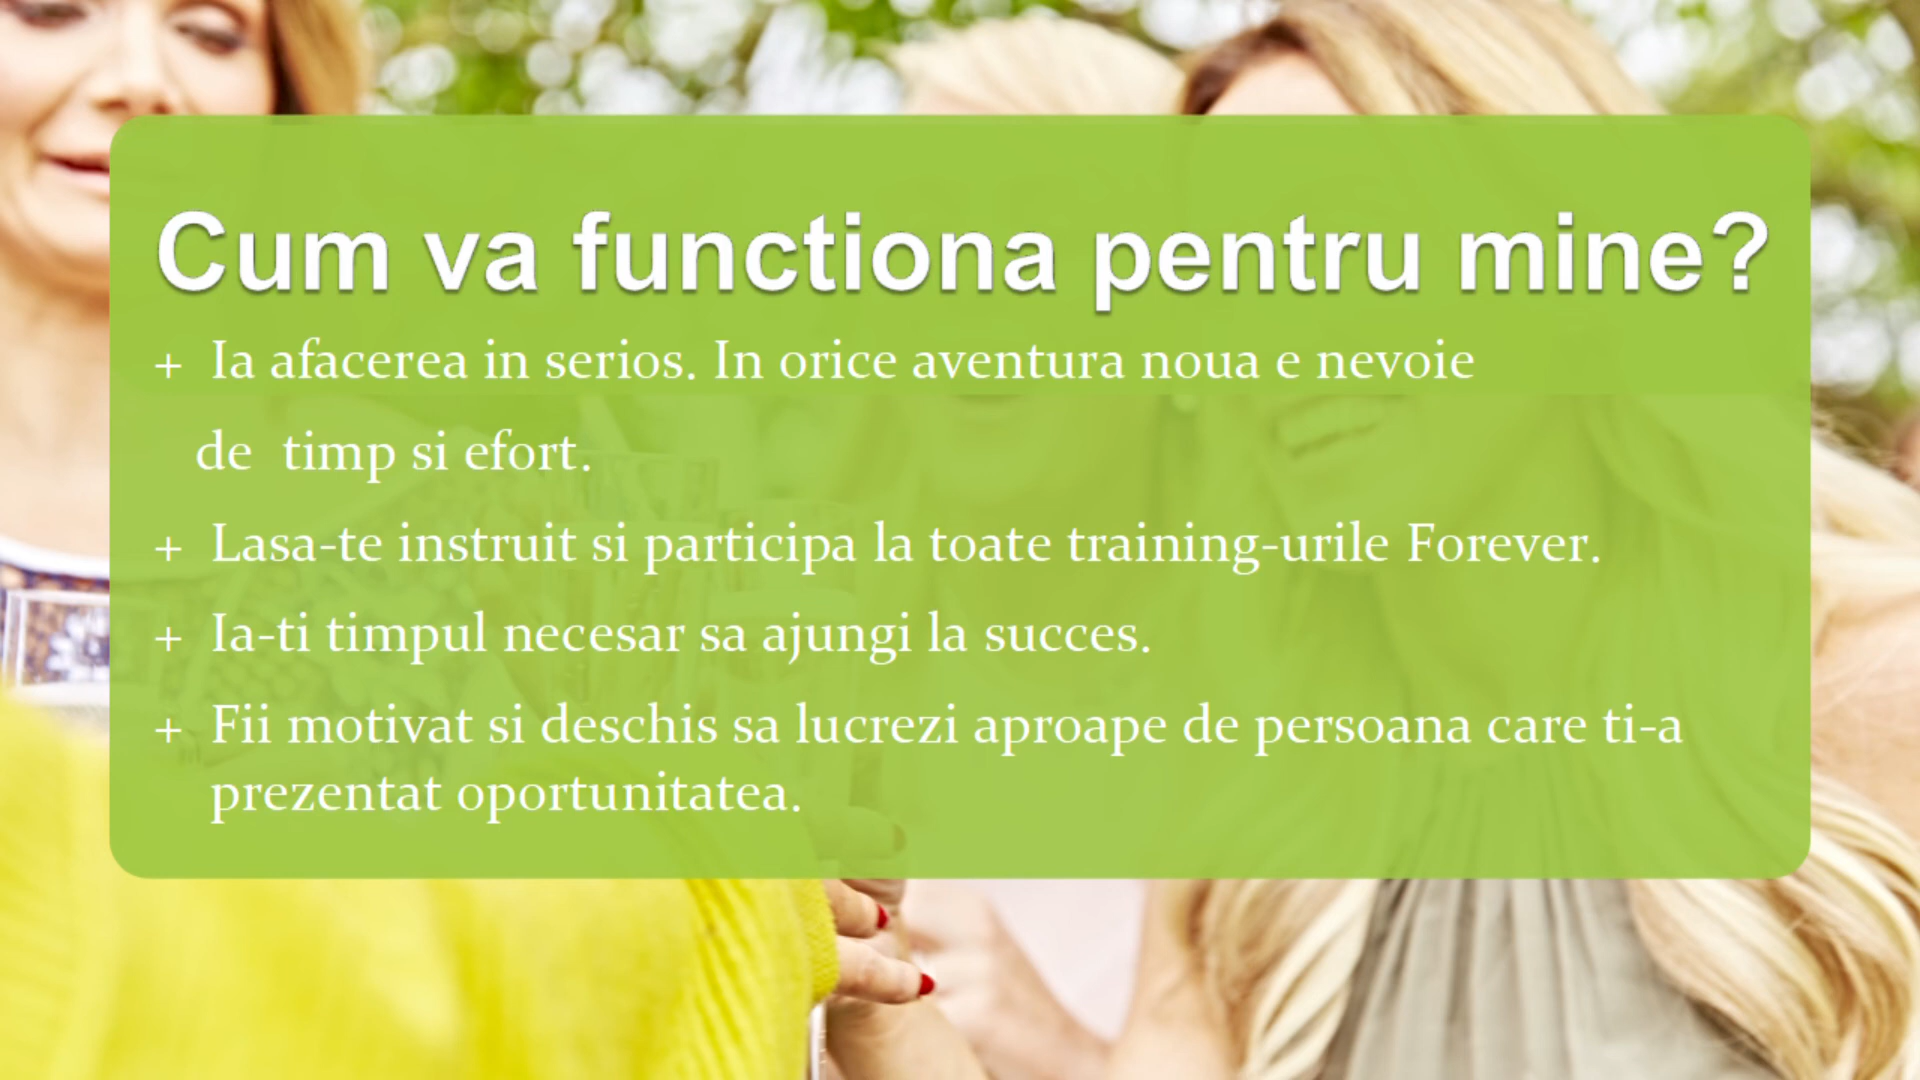 Cum va functiona pentru mine?
+ Ia afacerea in serios. In orice aventura noua e nevoie
de timp si efort.
+ Lasa-te instruit si participa la toate training-urile Forever.
+ Ia-ti timpul necesar sa ajungi la succes.
+ Fii motivat si deschis sa lucrezi aproape de persoana care ti-a
prezentat oportunitatea.